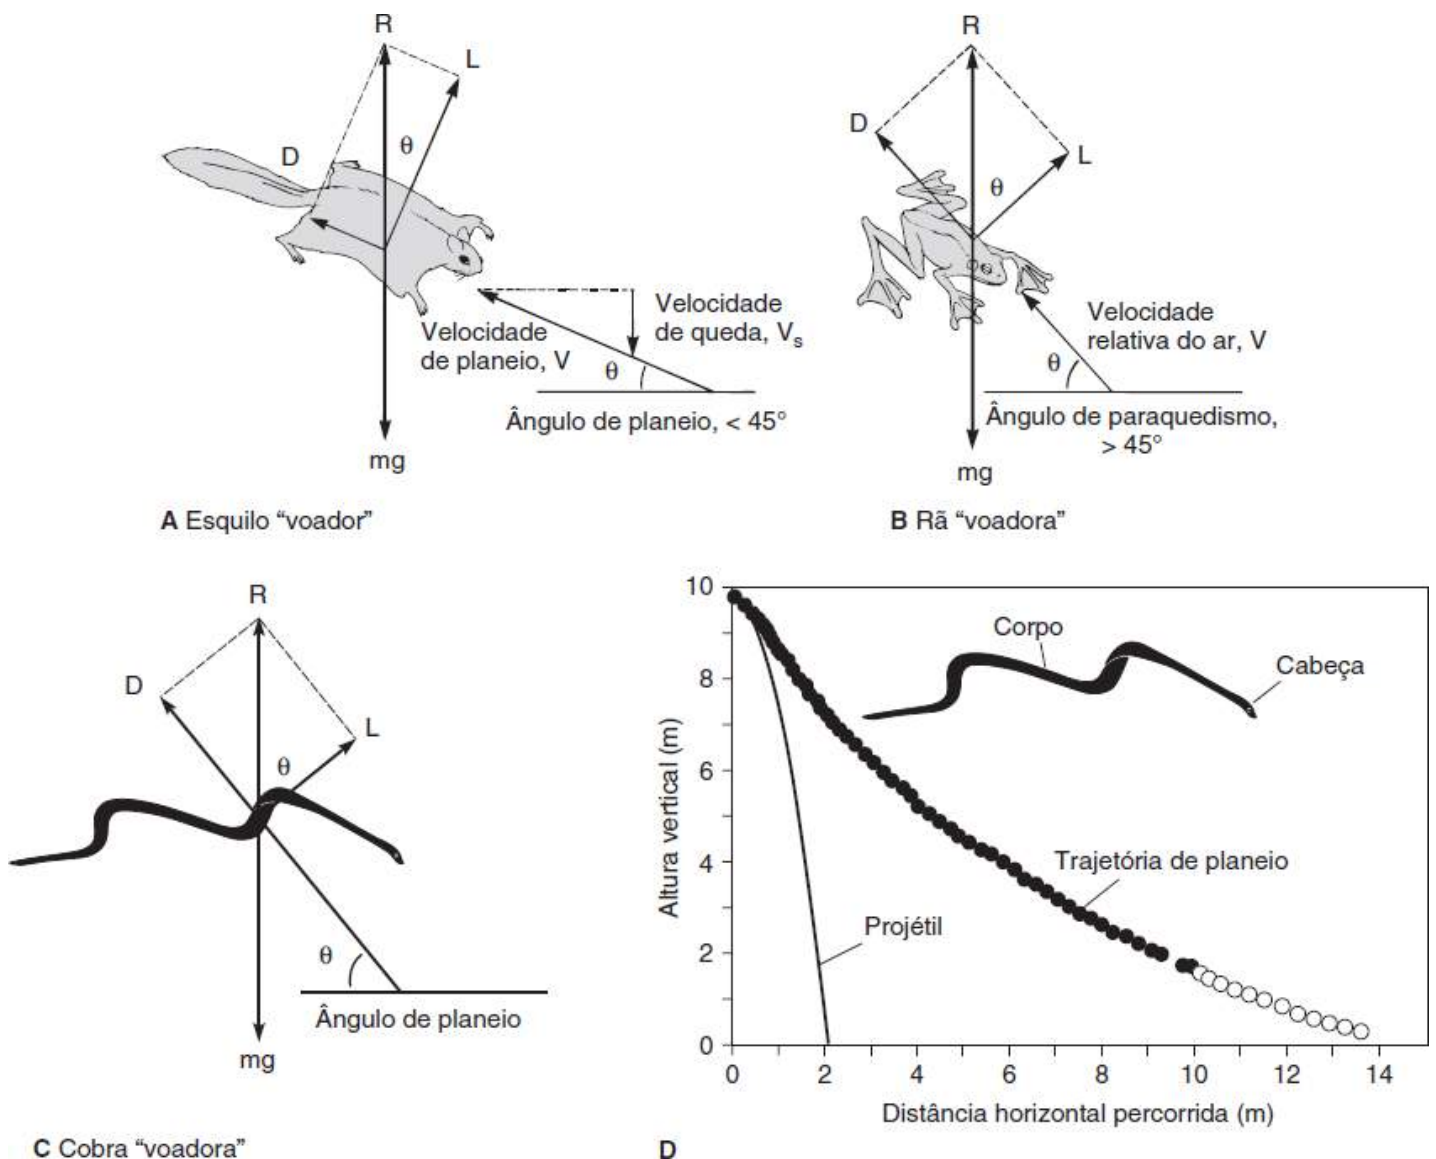 R
L
θ
D
Velocidade
de planeio, V
Velocidade
de queda, Vs
θ
Ângulo de planeio, < 45°
mg
A Esquilo “voador”
R
D
L
θ
Velocidade
relativa do ar, V
θ
Ângulo de paraquedismo,
> 45°
mg
B Rã “voadora”
R
D
L
θ
θ
Ângulo de planeio
mg
C Cobra “voadora”
10
8
6
4
2
0
Altura vertical (m)
Corpo
Cabeça
Trajetória de planeio
Projétil
0 2 4 6 8 10 12 14
Distância horizontal percorrida (m)
D